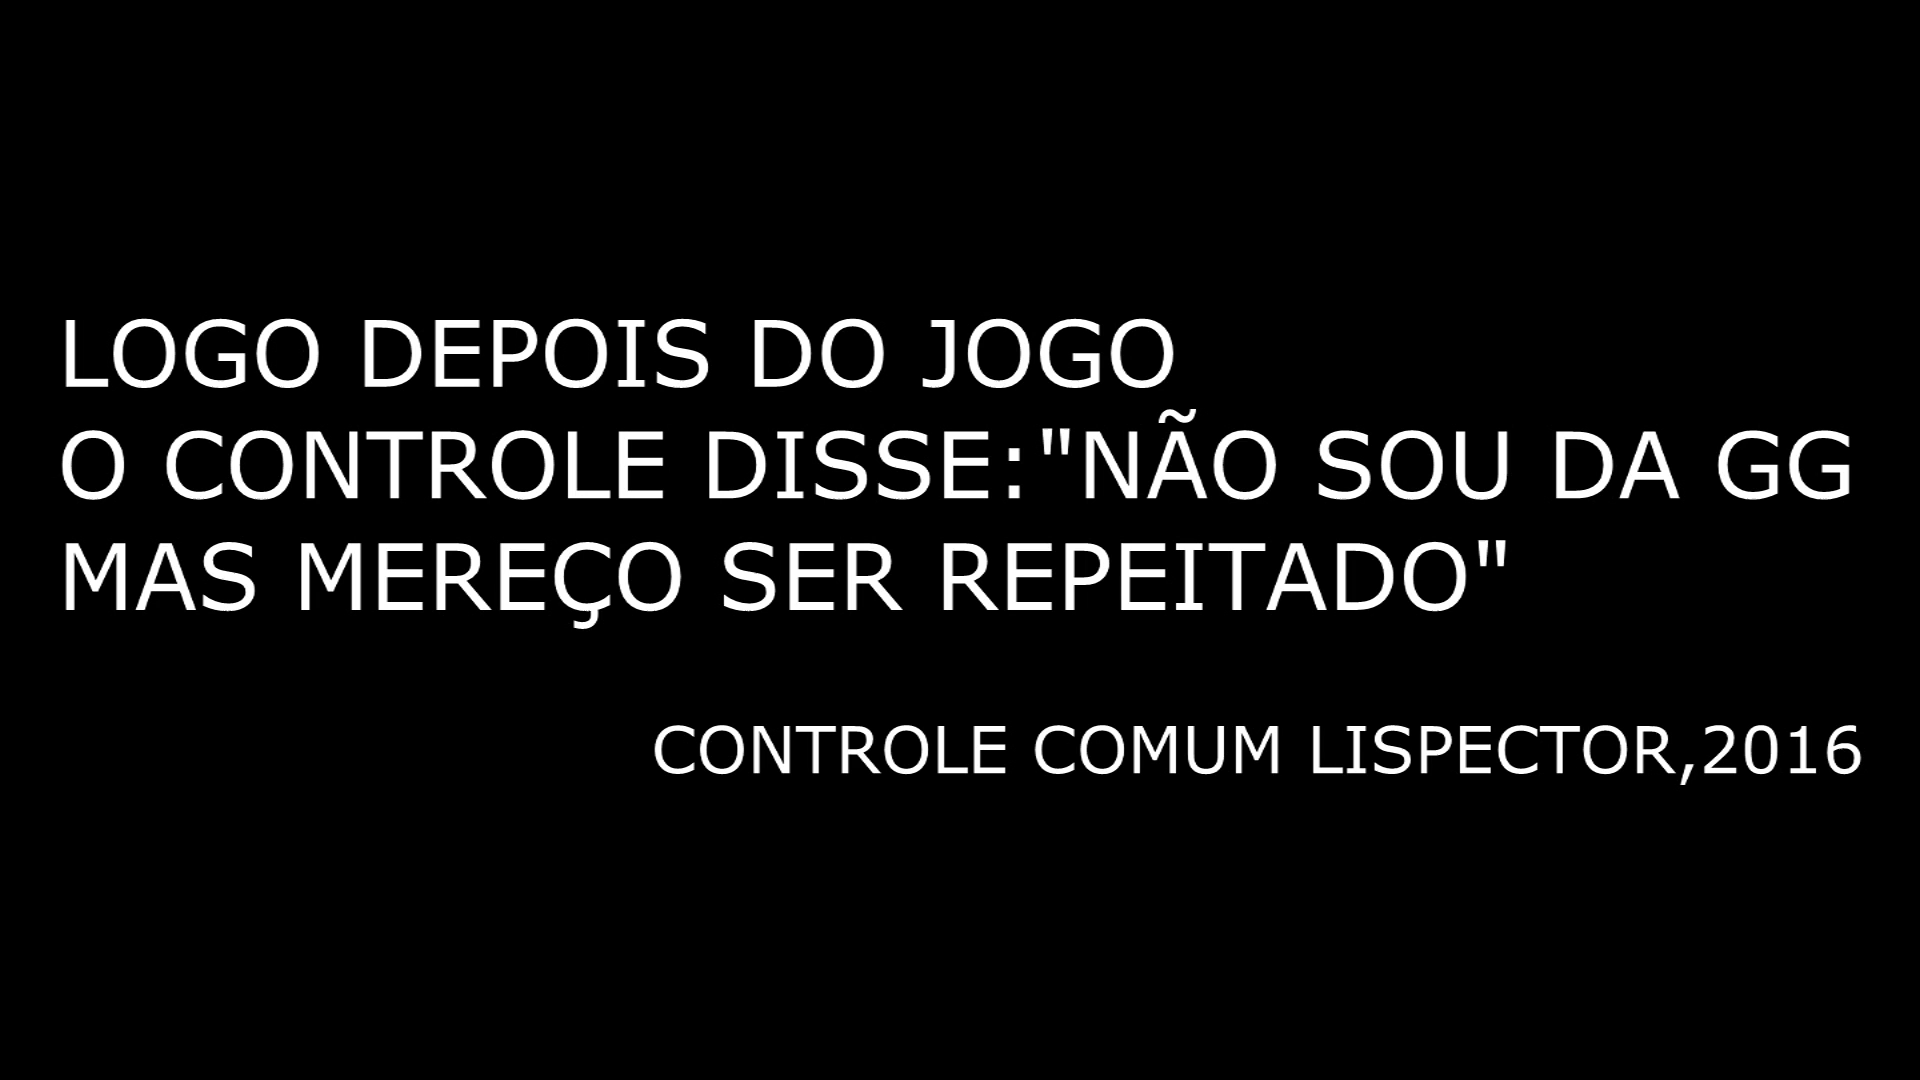 LOGO DEPOIS DO JOGO
O CONTROLE DISSE:"NÃO SOU DA GG
MAS MEREÇO SER REPEITADO"
CONTROLE COMUM LISPECTOR,2016